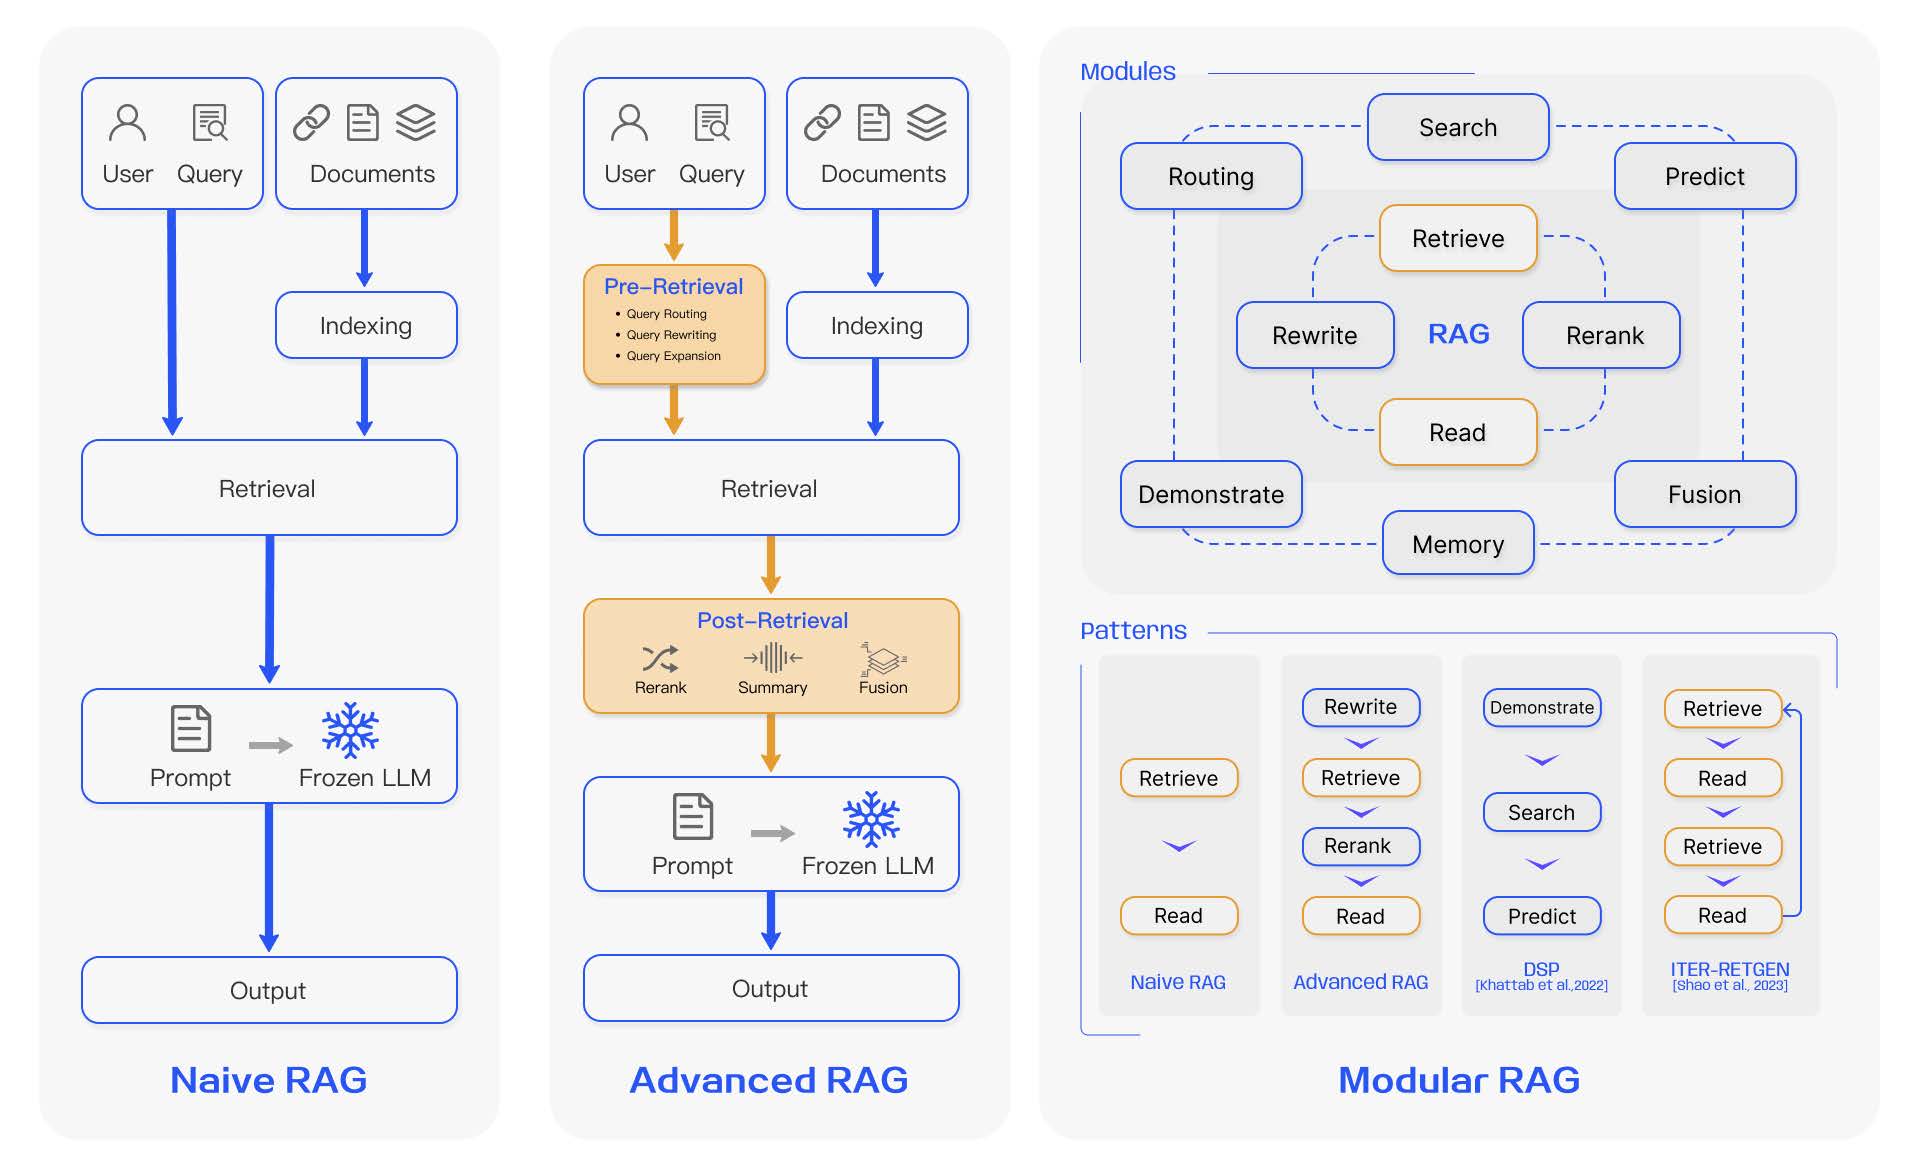 User Query
Documents
Indexing
Retrieval
Prompt
Frozen LLM
Output
Naive RAG
User Query
Documents
Pre-Retrieval
• Query Routing
• Query Rewriting
• Query Expansion
Indexing
Retrieval
Post-Retrieval
Rerank
Summary
Fusion
Prompt
Frozen LLM
Output
Advanced RAG
Modules
Search
Routing
Predict
Retrieve
Rewrite
RAG
Rerank
Read
Demonstrate
Fusion
Memory
Patterns
Retrieve
Read
Naive RAG
Rewrite
Retrieve
Rerank
Read
Advanced RAG
Demonstrate
Search
Predict
DSP
[Khattab et al.,2022]
Retrieve
Read
Retrieve
Read
ITER-RETGEN
[Shao et al., 2023]
Modular RAG